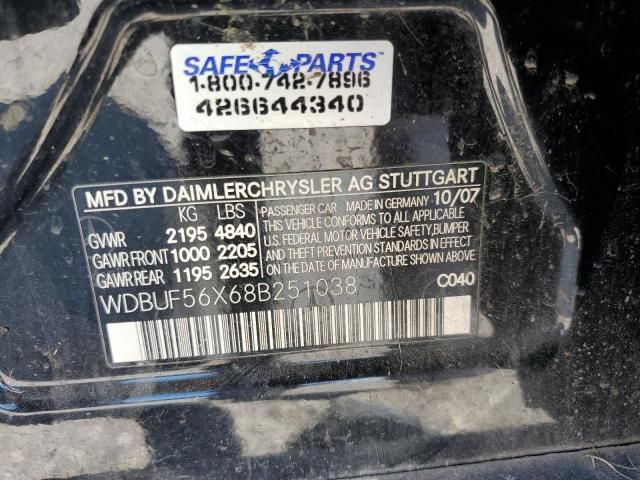 SAFE PARTS™
1-800-742-7896
426644340
MFD BY DAIMLERCHRYSLER AG STUTTGART
KG LBS PASSENGER CAR MADE IN GERMANY 10/07
GVWR 2195 4840 THIS VEHICLE CONFORMS TO ALL APPLICABLE
GAWR FRONT 1000 2205 U.S. FEDERAL MOTOR VEHICLE SAFETY,BUMPER
GAWR REAR 1195 2635 AND THEFT PREVENTION STANDARDS IN EFFECT
ON THE DATE OF MANUFACTURE SHOWN ABOVE
WDBUF56X68B251038 C040